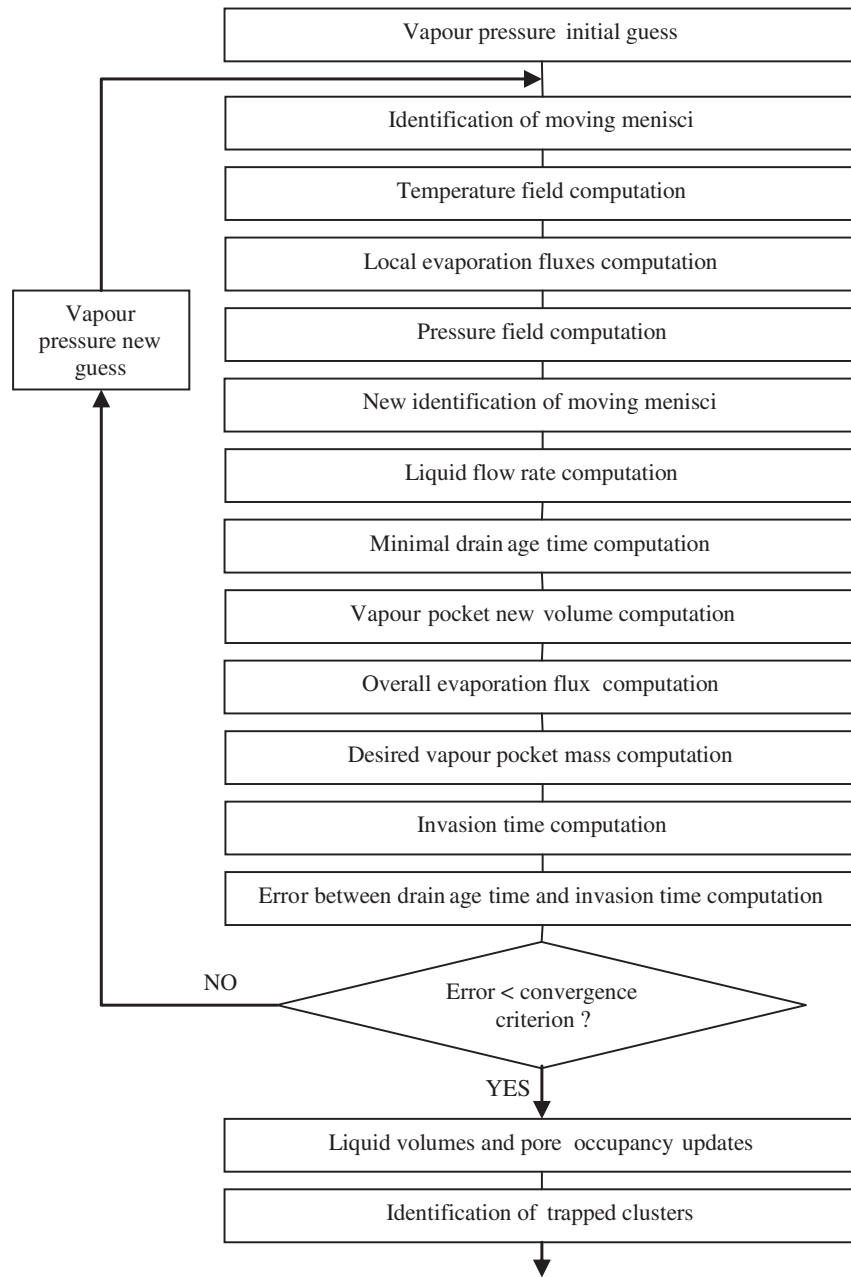 Vapour pressure initial guess
Identification of moving menisci
Temperature field computation
Local evaporation fluxes computation
Vapour
pressure new
guess
Pressure field computation
New identification of moving menisci
Liquid flow rate computation
Minimal drain age time computation
Vapour pocket new volume computation
Overall evaporation flux computation
Desired vapour pocket mass computation
Invasion time computation
Error between drain age time and invasion time computation
NO
Error < convergence
criterion ?
YES
Liquid volumes and pore occupancy updates
Identification of trapped clusters